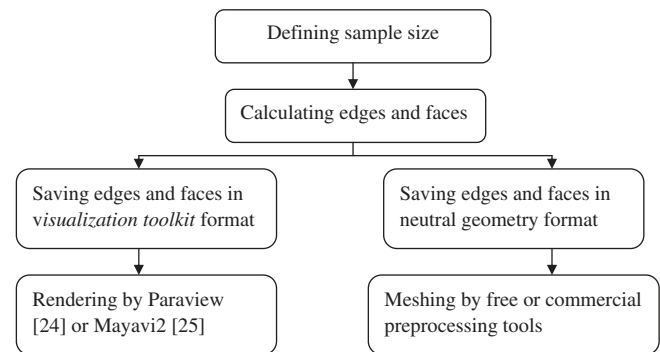 Defining sample size
Calculating edges and faces
Saving edges and faces in
visualization toolkit format
Saving edges and faces in
neutral geometry format
Rendering by Paraview
[24] or Mayavi2 [25]
Meshing by free or commercial
preprocessing tools